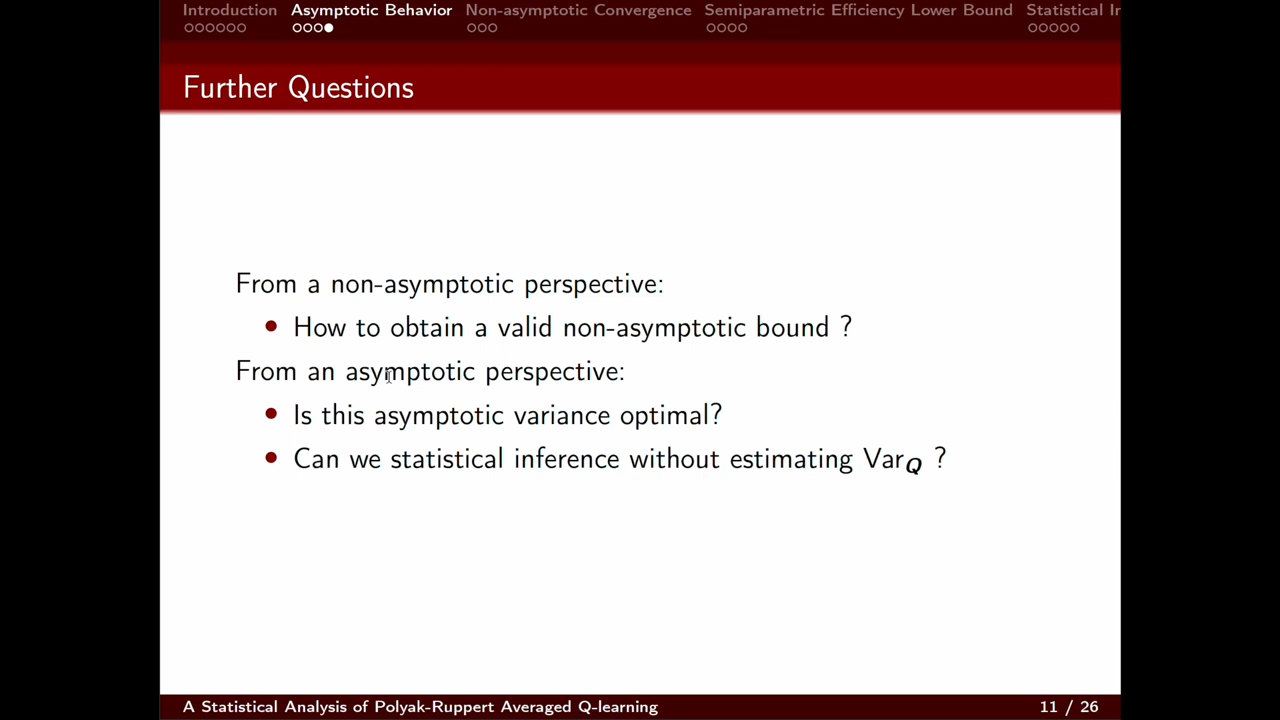 Introduction Asymptotic Behavior Non-asymptotic Convergence Semiparametric Efficiency Lower Bound Statistical
Further Questions
From a non-asymptotic perspective:
• How to obtain a valid non-asymptotic bound ?
From an asymptotic perspective:
• Is this asymptotic variance optimal?
• Can we statistical inference without estimating Var_Q ?
A Statistical Analysis of Polyak-Ruppert Averaged Q-learning 11 / 26